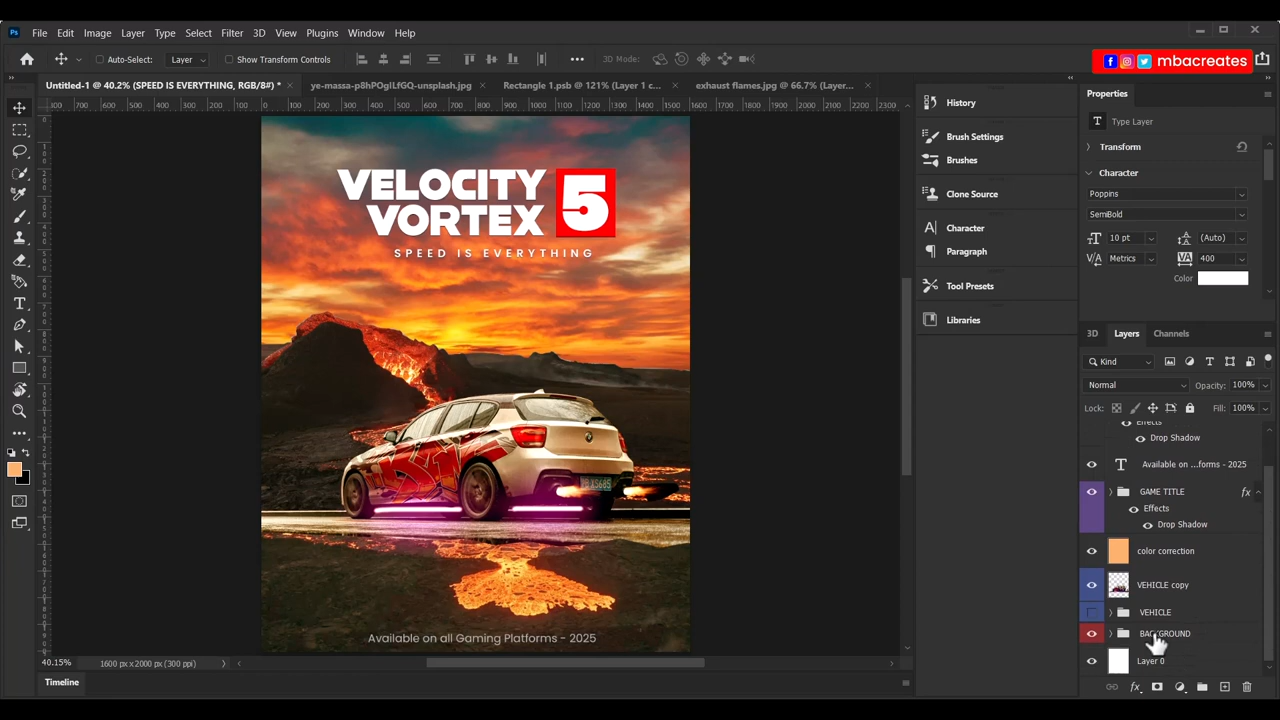 Ps File Edit Image Layer Type Select Filter 3D View Plugins Window Help
Auto-Select: Layer Show Transform Controls 3D Mode:
mbacreates
Untitled-1 @ 40.2% (SPEED IS EVERYTHING, RGB/8#) * ye-massa-p8hPOgILfGQ-unsplash.jpg Rectangle 1.psb @ 121% (Layer 1 c... exhaust flames.jpg @ 66.7% (Layer...
VELOCITY
VORTEX 5
SPEED IS EVERYTHING
Available on all Gaming Platforms - 2025
40.15% 1600 px x 2000 px (300 ppi)
Timeline
History
Brush Settings
Brushes
Clone Source
Character
Paragraph
Tool Presets
Libraries
Properties
Type Layer
Transform
Character
Poppins
SemiBold
10 pt (Auto)
Metrics 400
Color
3D Layers Channels
Kind
Normal Opacity: 100%
Lock: Fill: 100%
Effects
Drop Shadow
Available on ...forms - 2025
GAME TITLE fx
Effects
Drop Shadow
color correction
VEHICLE copy
VEHICLE
BACKGROUND
Layer 0